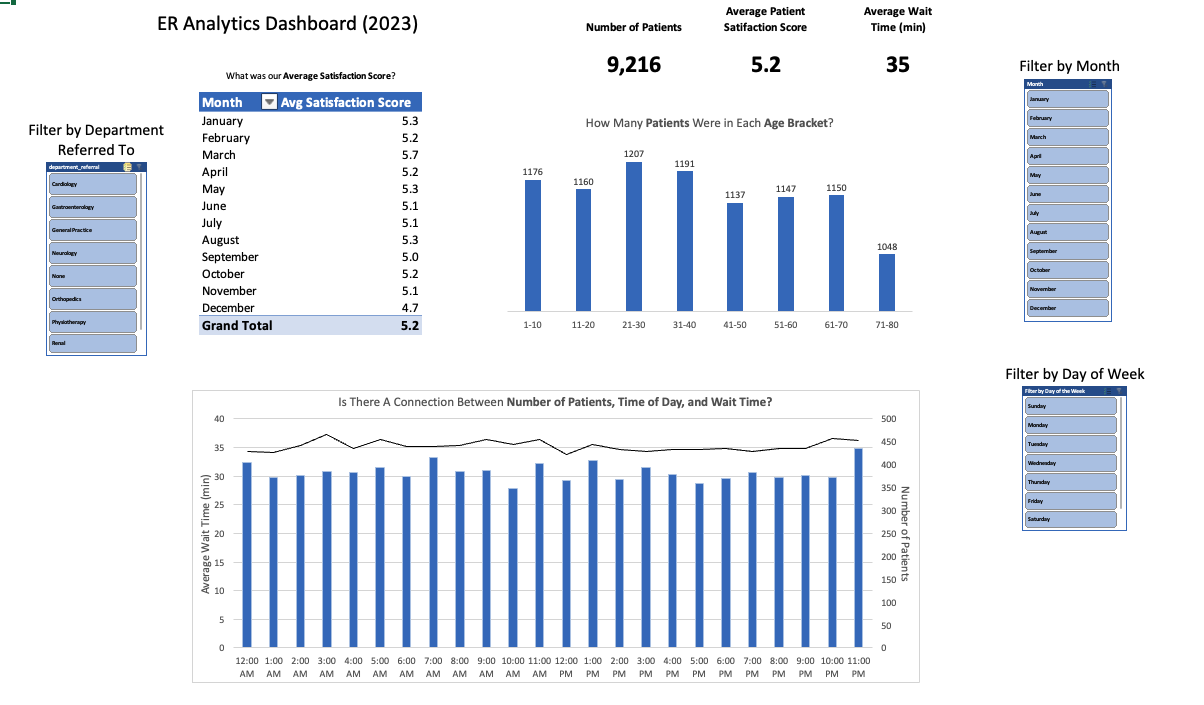 ER Analytics Dashboard (2023)
Number of Patients
9,216
Average Patient
Satifaction Score
5.2
Average Wait
Time (min)
35
Filter by Department
Referred To
department_referral
Cardiology
Gastroenterology
General Practice
Neurology
None
Orthopedics
Physiotherapy
Renal
What was our Average Satisfaction Score?
Month Avg Satisfaction Score
January 5.3
February 5.2
March 5.7
April 5.2
May 5.3
June 5.1
July 5.1
August 5.3
September 5.0
October 5.2
November 5.1
December 4.7
Grand Total 5.2
How Many Patients Were in Each Age Bracket?
1176 1160 1207 1191 1137 1147 1150 1048
1-10 11-20 21-30 31-40 41-50 51-60 61-70 71-80
Filter by Month
Month
January
February
March
April
May
June
July
August
September
October
November
December
Filter by Day of Week
Filter by Day of the Week
Sunday
Monday
Tuesday
Wednesday
Thursday
Friday
Saturday
Is There A Connection Between Number of Patients, Time of Day, and Wait Time?
Average Wait Time (min)
40
35
30
25
20
15
10
5
0
500
450
400
350
300
250
200
150
100
50
0
Number of Patients
12:00 1:00 2:00 3:00 4:00 5:00 6:00 7:00 8:00 9:00 10:00 11:00 12:00 1:00 2:00 3:00 4:00 5:00 6:00 7:00 8:00 9:00 10:00 11:00
AM AM AM AM AM AM AM AM AM AM AM AM PM PM PM PM PM PM PM PM PM PM PM PM